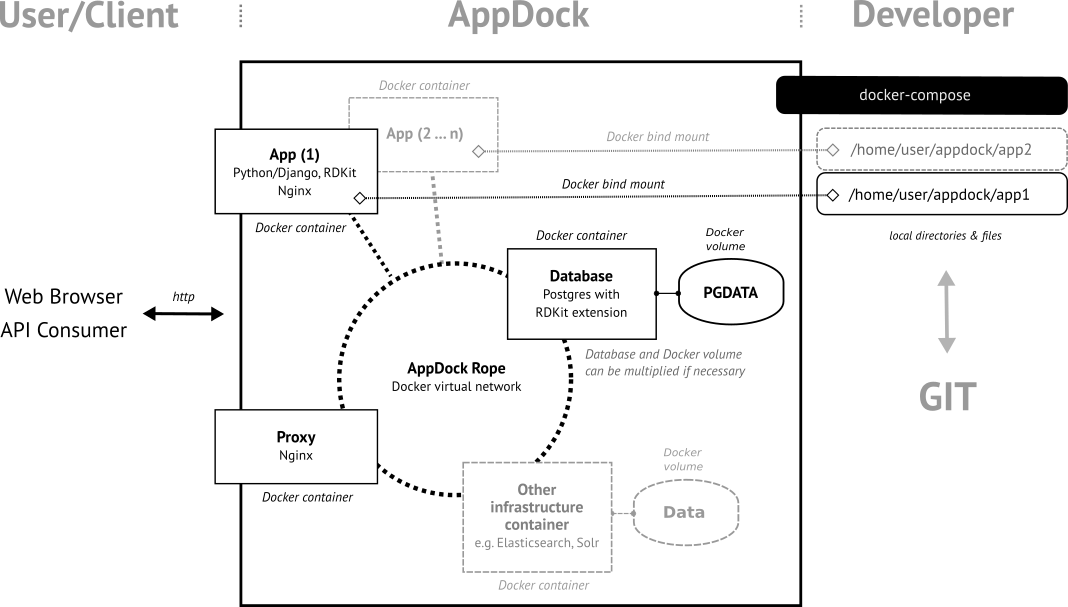 User/Client
AppDock
Developer
Docker container
docker-compose
App (2 ... n)
Docker bind mount
/home/user/appdock/app2
App (1)
Python/Django, RDKit
Nginx
Docker bind mount
/home/user/appdock/app1
Docker container
Docker container
Docker
volume
local directories & files
Database
Postgres with
RDKit extension
PGDATA
Web Browser
API Consumer
http
Database and Docker volume
can be multiplied if necessary
AppDock Rope
Docker virtual network
GIT
Proxy
Nginx
Docker container
Docker
volume
Other
infrastructure
container
e.g. Elasticsearch, Solr
Data
Docker container